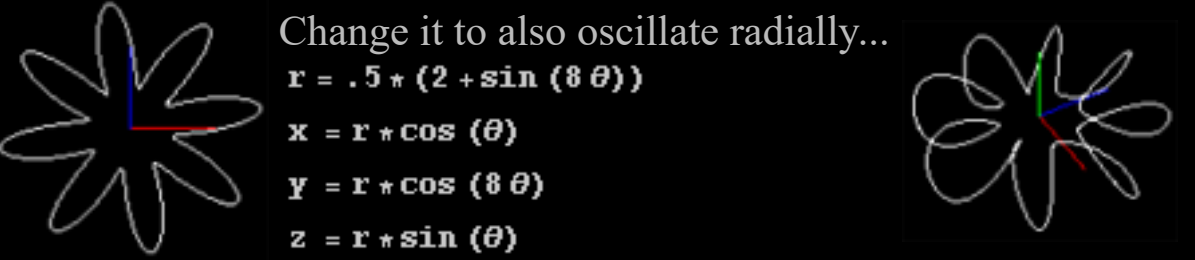 Change it to also oscillate radially...
r = .5 * (2 + sin (8 θ))
x = r * cos (θ)
y = r * cos (8 θ)
z = r * sin (θ)